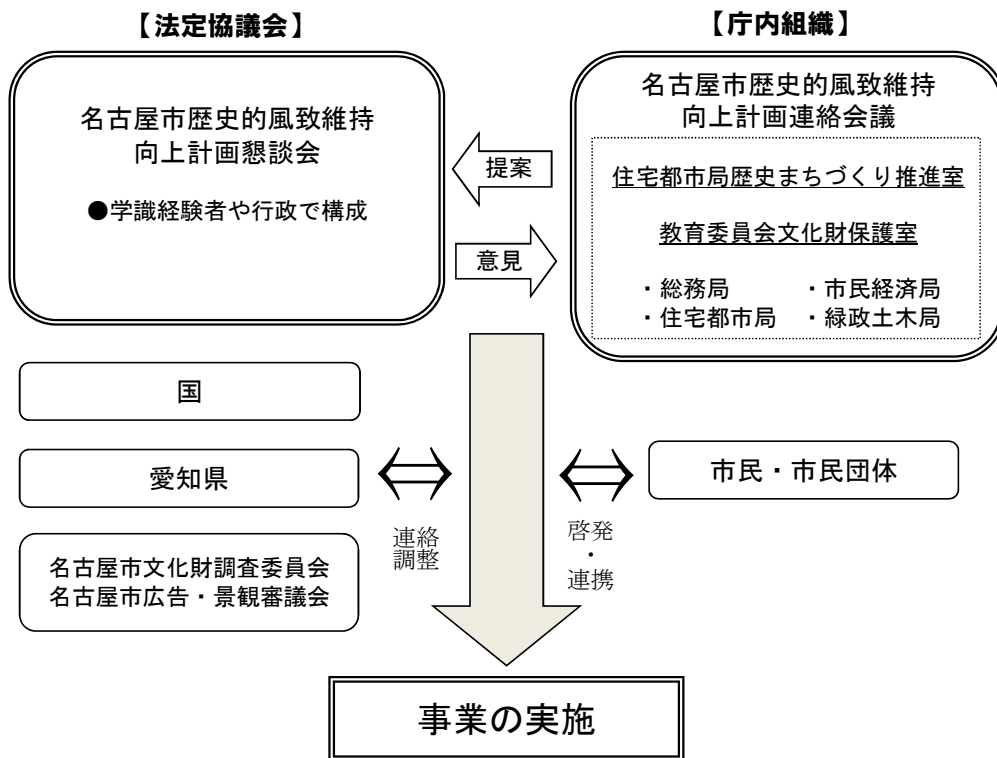 【法定協議会】
名古屋市歴史的風致維持
向上計画懇談会
●学識経験者や行政で構成
提案
意見
【庁内組織】
名古屋市歴史的風致維持
向上計画連絡会議
住宅都市局歴史まちづくり推進室
教育委員会文化財保護室
・総務局 ・市民経済局
・住宅都市局 ・緑政土木局
国
愛知県
名古屋市文化財調査委員会
名古屋市広告・景観審議会
連絡
調整
啓発
・
連携
市民・市民団体
事業の実施